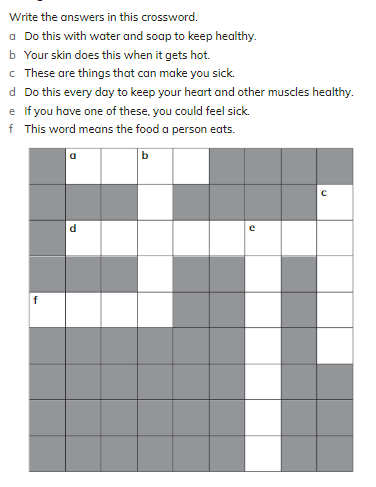 Write the answers in this crossword.
a Do this with water and soap to keep healthy.
b Your skin does this when it gets hot.
c These are things that can make you sick.
d Do this every day to keep your heart and other muscles healthy.
e If you have one of these, you could feel sick.
f This word means the food a person eats.
a b
c
d e
f